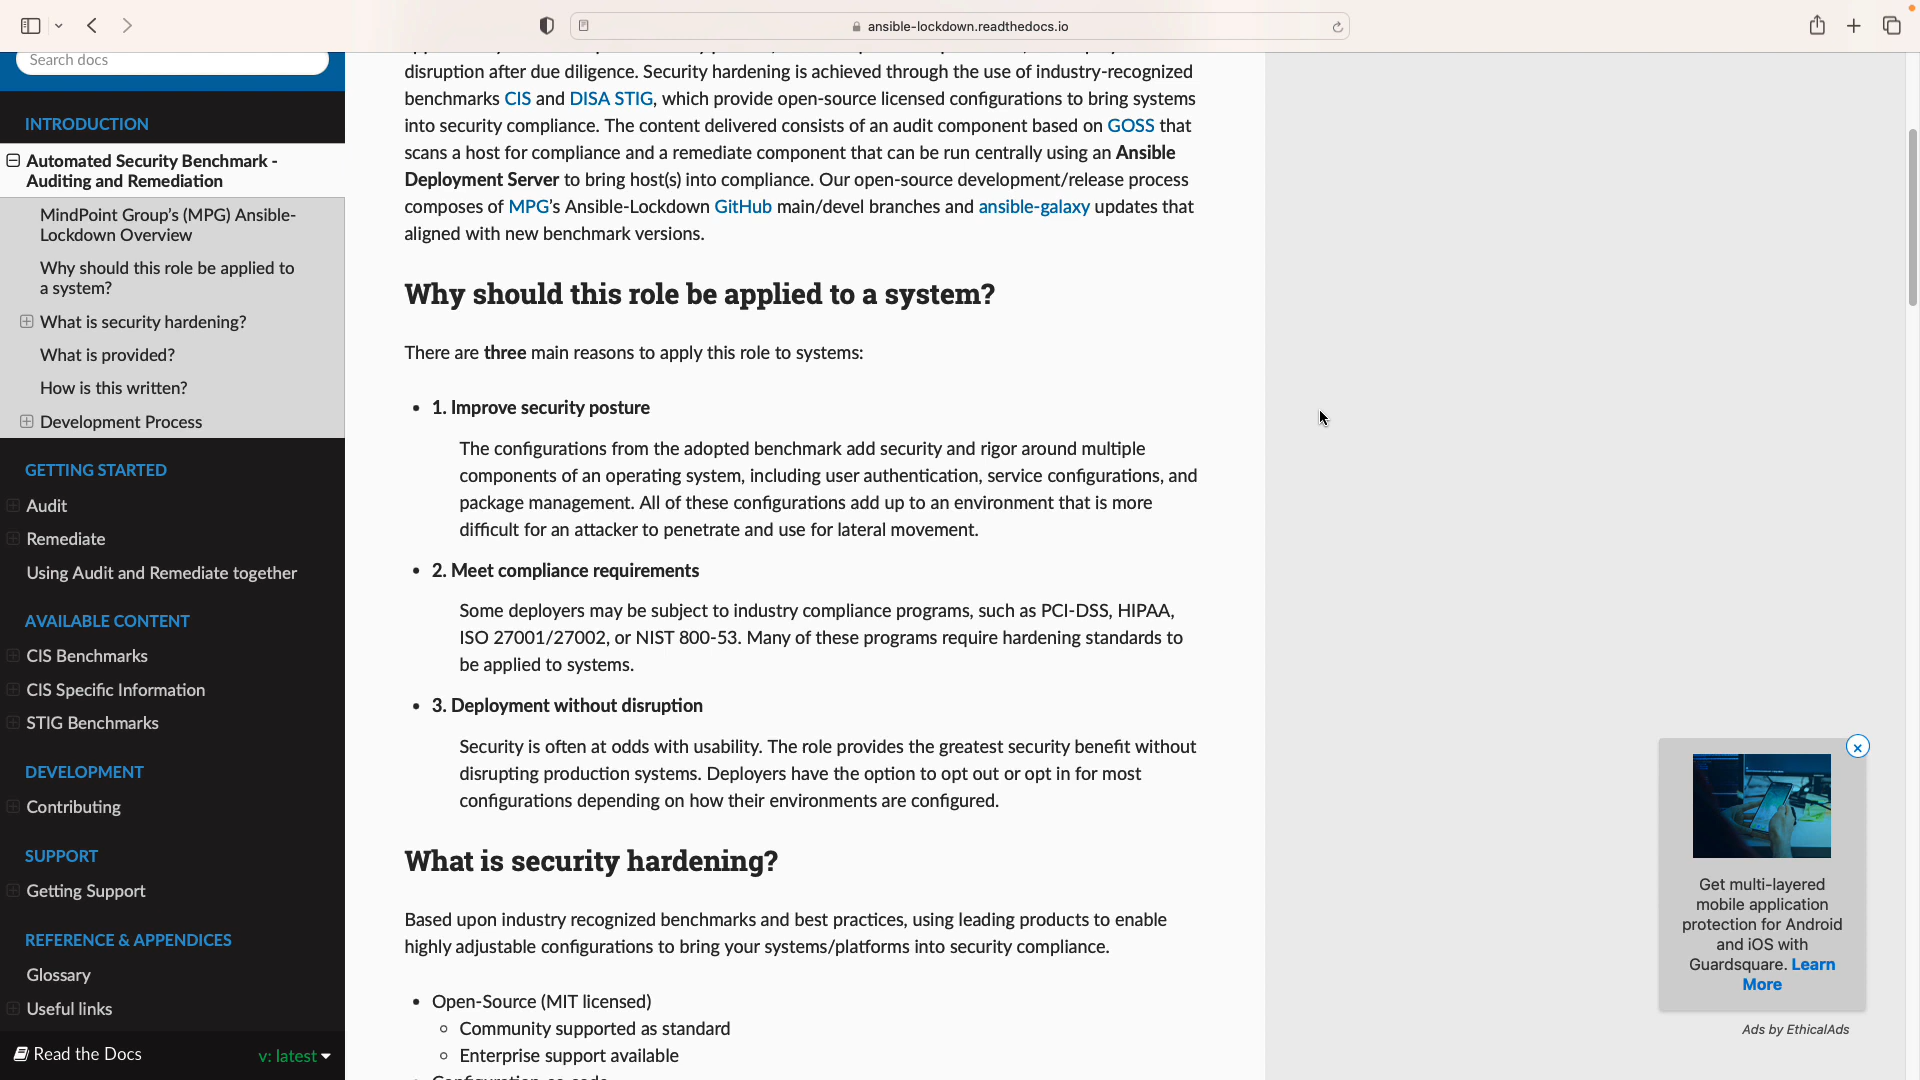 ansible-lockdown.readthedocs.io
Search docs
INTRODUCTION
Automated Security Benchmark -
Auditing and Remediation
MindPoint Group's (MPG) Ansible-
Lockdown Overview
Why should this role be applied to
a system?
What is security hardening?
What is provided?
How is this written?
Development Process
GETTING STARTED
Audit
Remediate
Using Audit and Remediate together
AVAILABLE CONTENT
CIS Benchmarks
CIS Specific Information
STIG Benchmarks
DEVELOPMENT
Contributing
SUPPORT
Getting Support
REFERENCE & APPENDICES
Glossary
Useful links
Read the Docs
v: latest
disruption after due diligence. Security hardening is achieved through the use of industry-recognized
benchmarks CIS and DISA STIG, which provide open-source licensed configurations to bring systems
into security compliance. The content delivered consists of an audit component based on GOSS that
scans a host for compliance and a remediate component that can be run centrally using an Ansible
Deployment Server to bring host(s) into compliance. Our open-source development/release process
composes of MPG's Ansible-Lockdown GitHub main/devel branches and ansible-galaxy updates that
aligned with new benchmark versions.
Why should this role be applied to a system?
There are three main reasons to apply this role to systems:
• 1. Improve security posture
The configurations from the adopted benchmark add security and rigor around multiple
components of an operating system, including user authentication, service configurations, and
package management. All of these configurations add up to an environment that is more
difficult for an attacker to penetrate and use for lateral movement.
• 2. Meet compliance requirements
Some deployers may be subject to industry compliance programs, such as PCI-DSS, HIPAA,
ISO 27001/27002, or NIST 800-53. Many of these programs require hardening standards to
be applied to systems.
• 3. Deployment without disruption
Security is often at odds with usability. The role provides the greatest security benefit without
disrupting production systems. Deployers have the option to opt out or opt in for most
configurations depending on how their environments are configured.
What is security hardening?
Based upon industry recognized benchmarks and best practices, using leading products to enable
highly adjustable configurations to bring your systems/platforms into security compliance.
• Open-Source (MIT licensed)
○ Community supported as standard
○ Enterprise support available
Get multi-layered
mobile application
protection for Android
and iOS with
Guardsquare. Learn
More
Ads by EthicalAds